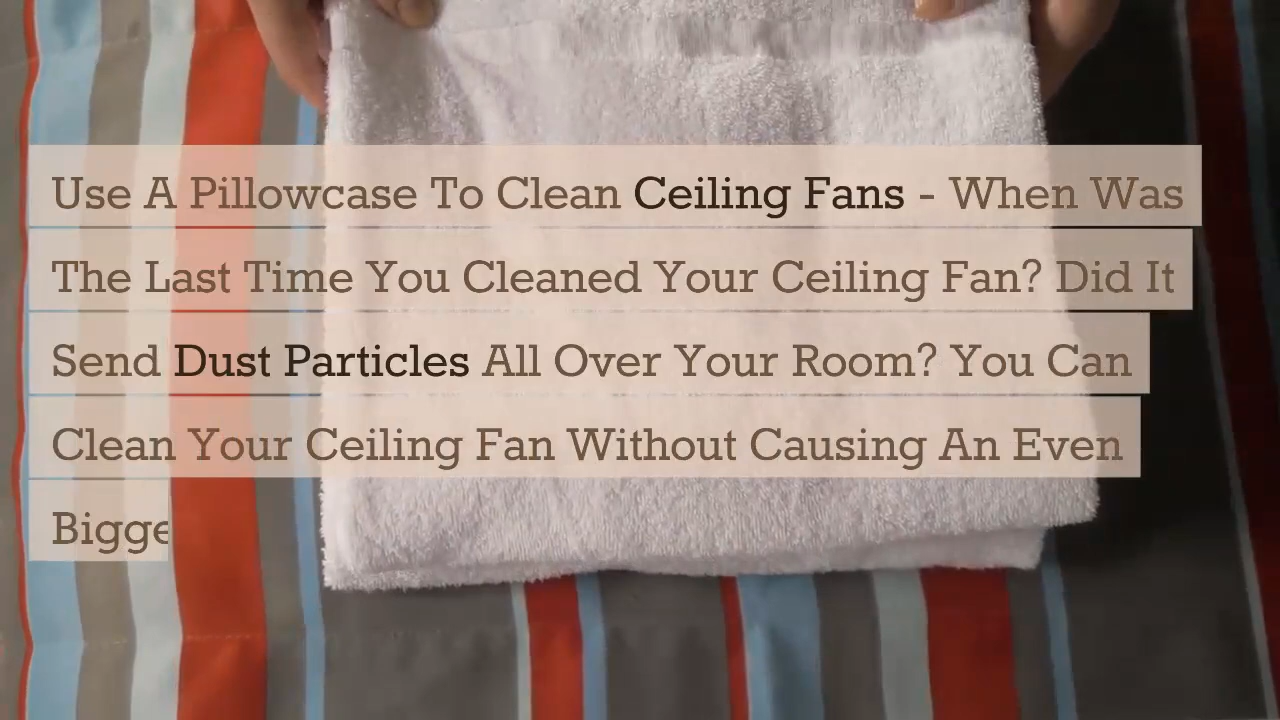 Use A Pillowcase To Clean Ceiling Fans - When Was
The Last Time You Cleaned Your Ceiling Fan? Did It
Send Dust Particles All Over Your Room? You Can
Clean Your Ceiling Fan Without Causing An Even
Bigge